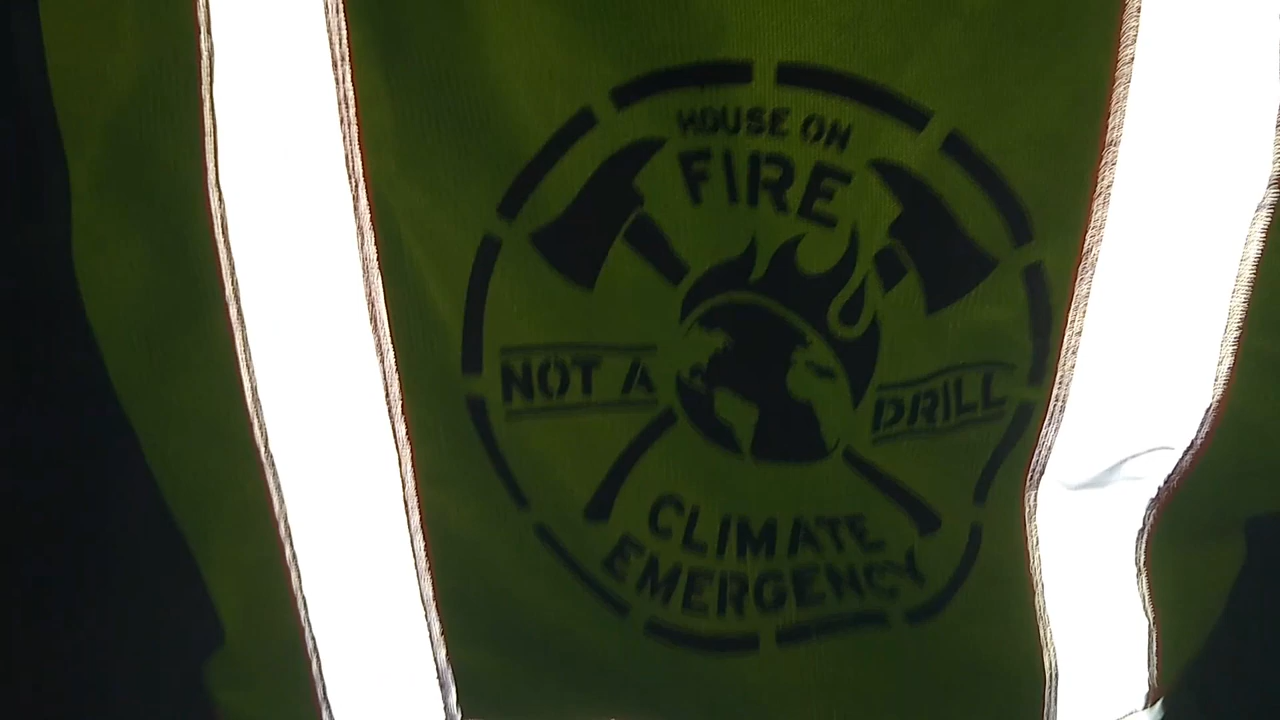 HOUSE ON
FIRE
NOT A DRILL
CLIMATE
EMERGENCY